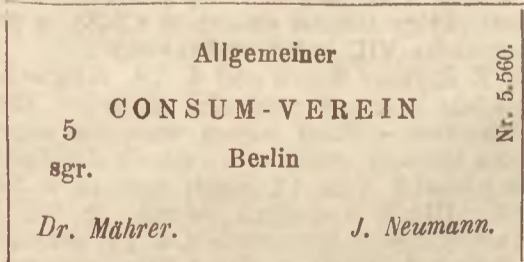 Allgemeiner
CONSUM-VEREIN
Berlin
5
sgr.
Nr. 5.560.
Dr. Mährer.
J. Neumann.